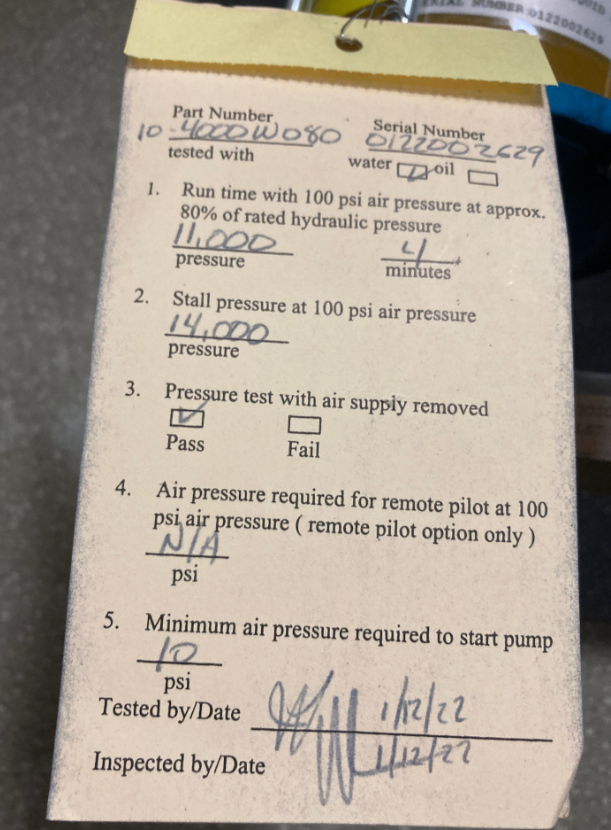 SERIAL NUMBER:0122002629
Part Number
10-4000W080
Serial Number
0122002629
tested with
water oil
1. Run time with 100 psi air pressure at approx.
80% of rated hydraulic pressure
11,000
pressure
4
minutes
2. Stall pressure at 100 psi air pressure
14,000
pressure
3. Pressure test with air supply removed
Pass
Fail
4. Air pressure required for remote pilot at 100
psi air pressure ( remote pilot option only )
N/A
psi
5. Minimum air pressure required to start pump
10
psi
Tested by/Date 1/12/22
Inspected by/Date 1/12/22